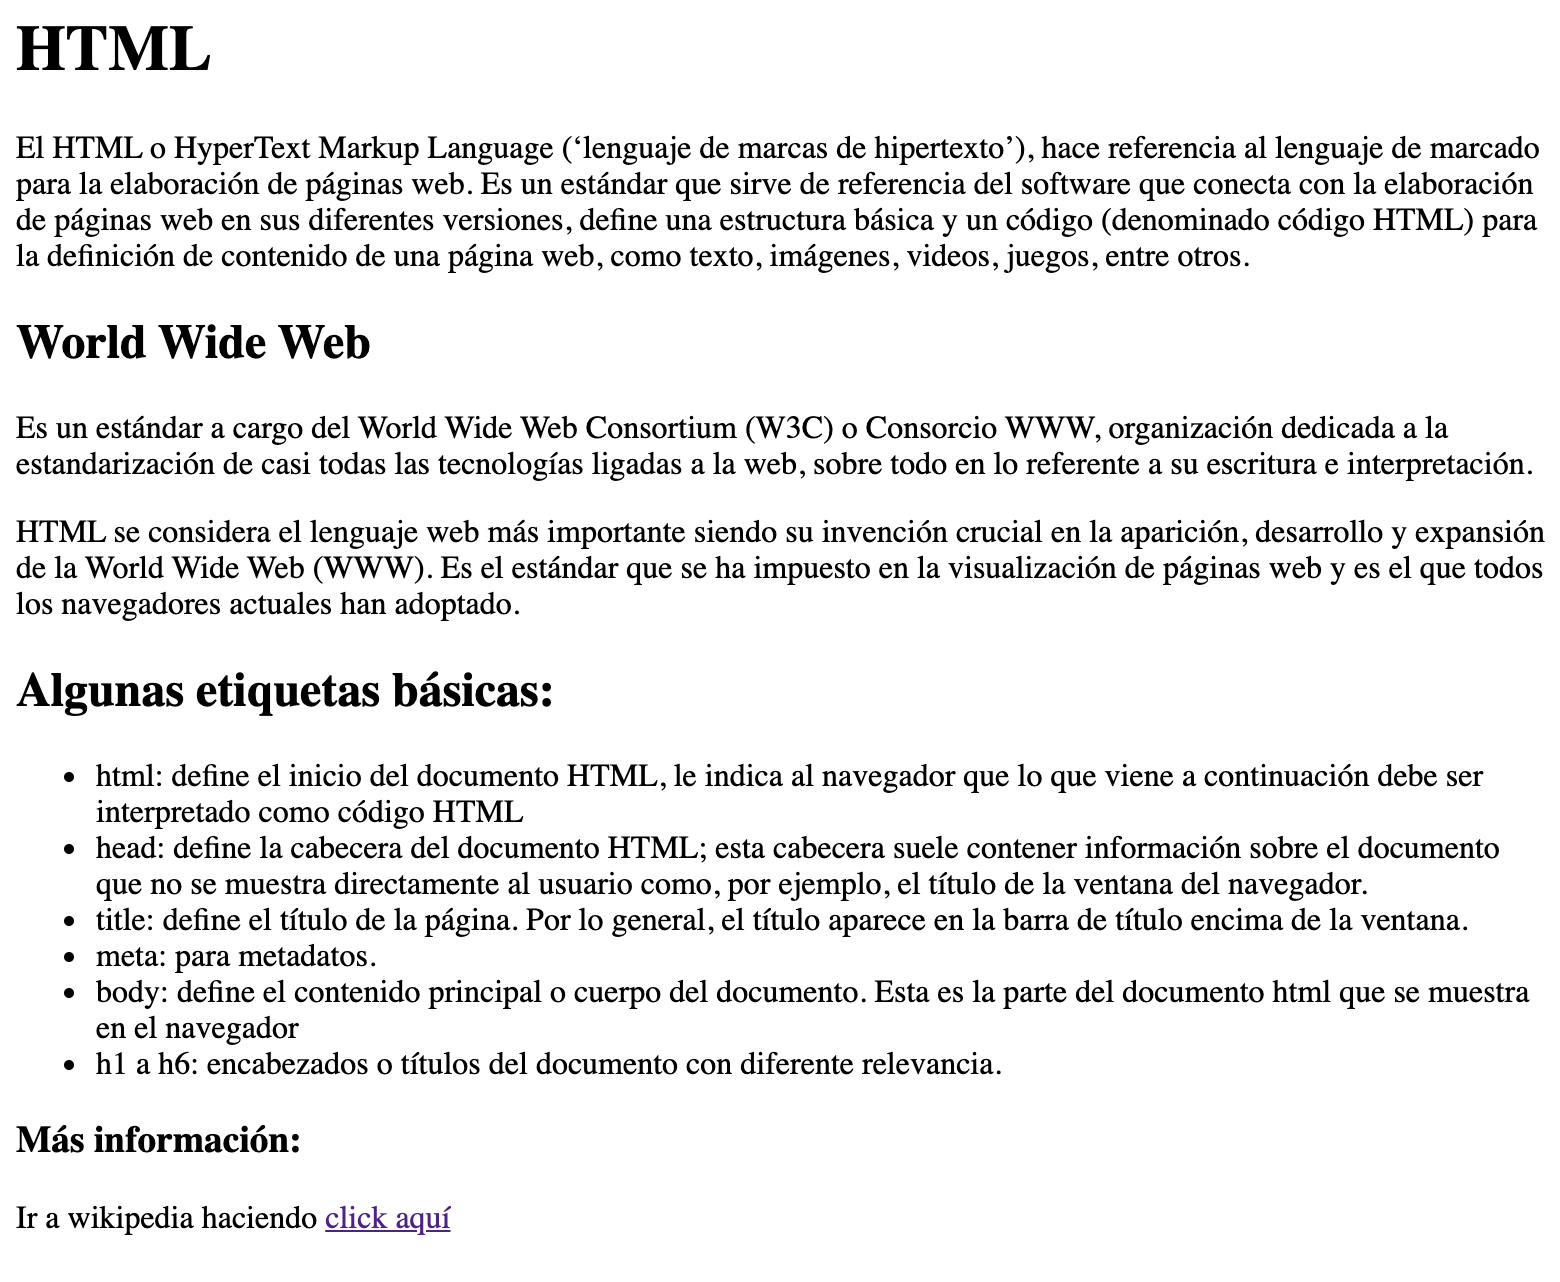 HTML
El HTML o HyperText Markup Language (‘lenguaje de marcas de hipertexto’), hace referencia al lenguaje de marcado
para la elaboración de páginas web. Es un estándar que sirve de referencia del software que conecta con la elaboración
de páginas web en sus diferentes versiones, define una estructura básica y un código (denominado código HTML) para
la definición de contenido de una página web, como texto, imágenes, videos, juegos, entre otros.
World Wide Web
Es un estándar a cargo del World Wide Web Consortium (W3C) o Consorcio WWW, organización dedicada a la
estandarización de casi todas las tecnologías ligadas a la web, sobre todo en lo referente a su escritura e interpretación.
HTML se considera el lenguaje web más importante siendo su invención crucial en la aparición, desarrollo y expansión
de la World Wide Web (WWW). Es el estándar que se ha impuesto en la visualización de páginas web y es el que todos
los navegadores actuales han adoptado.
Algunas etiquetas básicas:
• html: define el inicio del documento HTML, le indica al navegador que lo que viene a continuación debe ser
interpretado como código HTML
• head: define la cabecera del documento HTML; esta cabecera suele contener información sobre el documento
que no se muestra directamente al usuario como, por ejemplo, el título de la ventana del navegador.
• title: define el título de la página. Por lo general, el título aparece en la barra de título encima de la ventana.
• meta: para metadatos.
• body: define el contenido principal o cuerpo del documento. Esta es la parte del documento html que se muestra
en el navegador
• h1 a h6: encabezados o títulos del documento con diferente relevancia.
Más información:
Ir a wikipedia haciendo click aquí